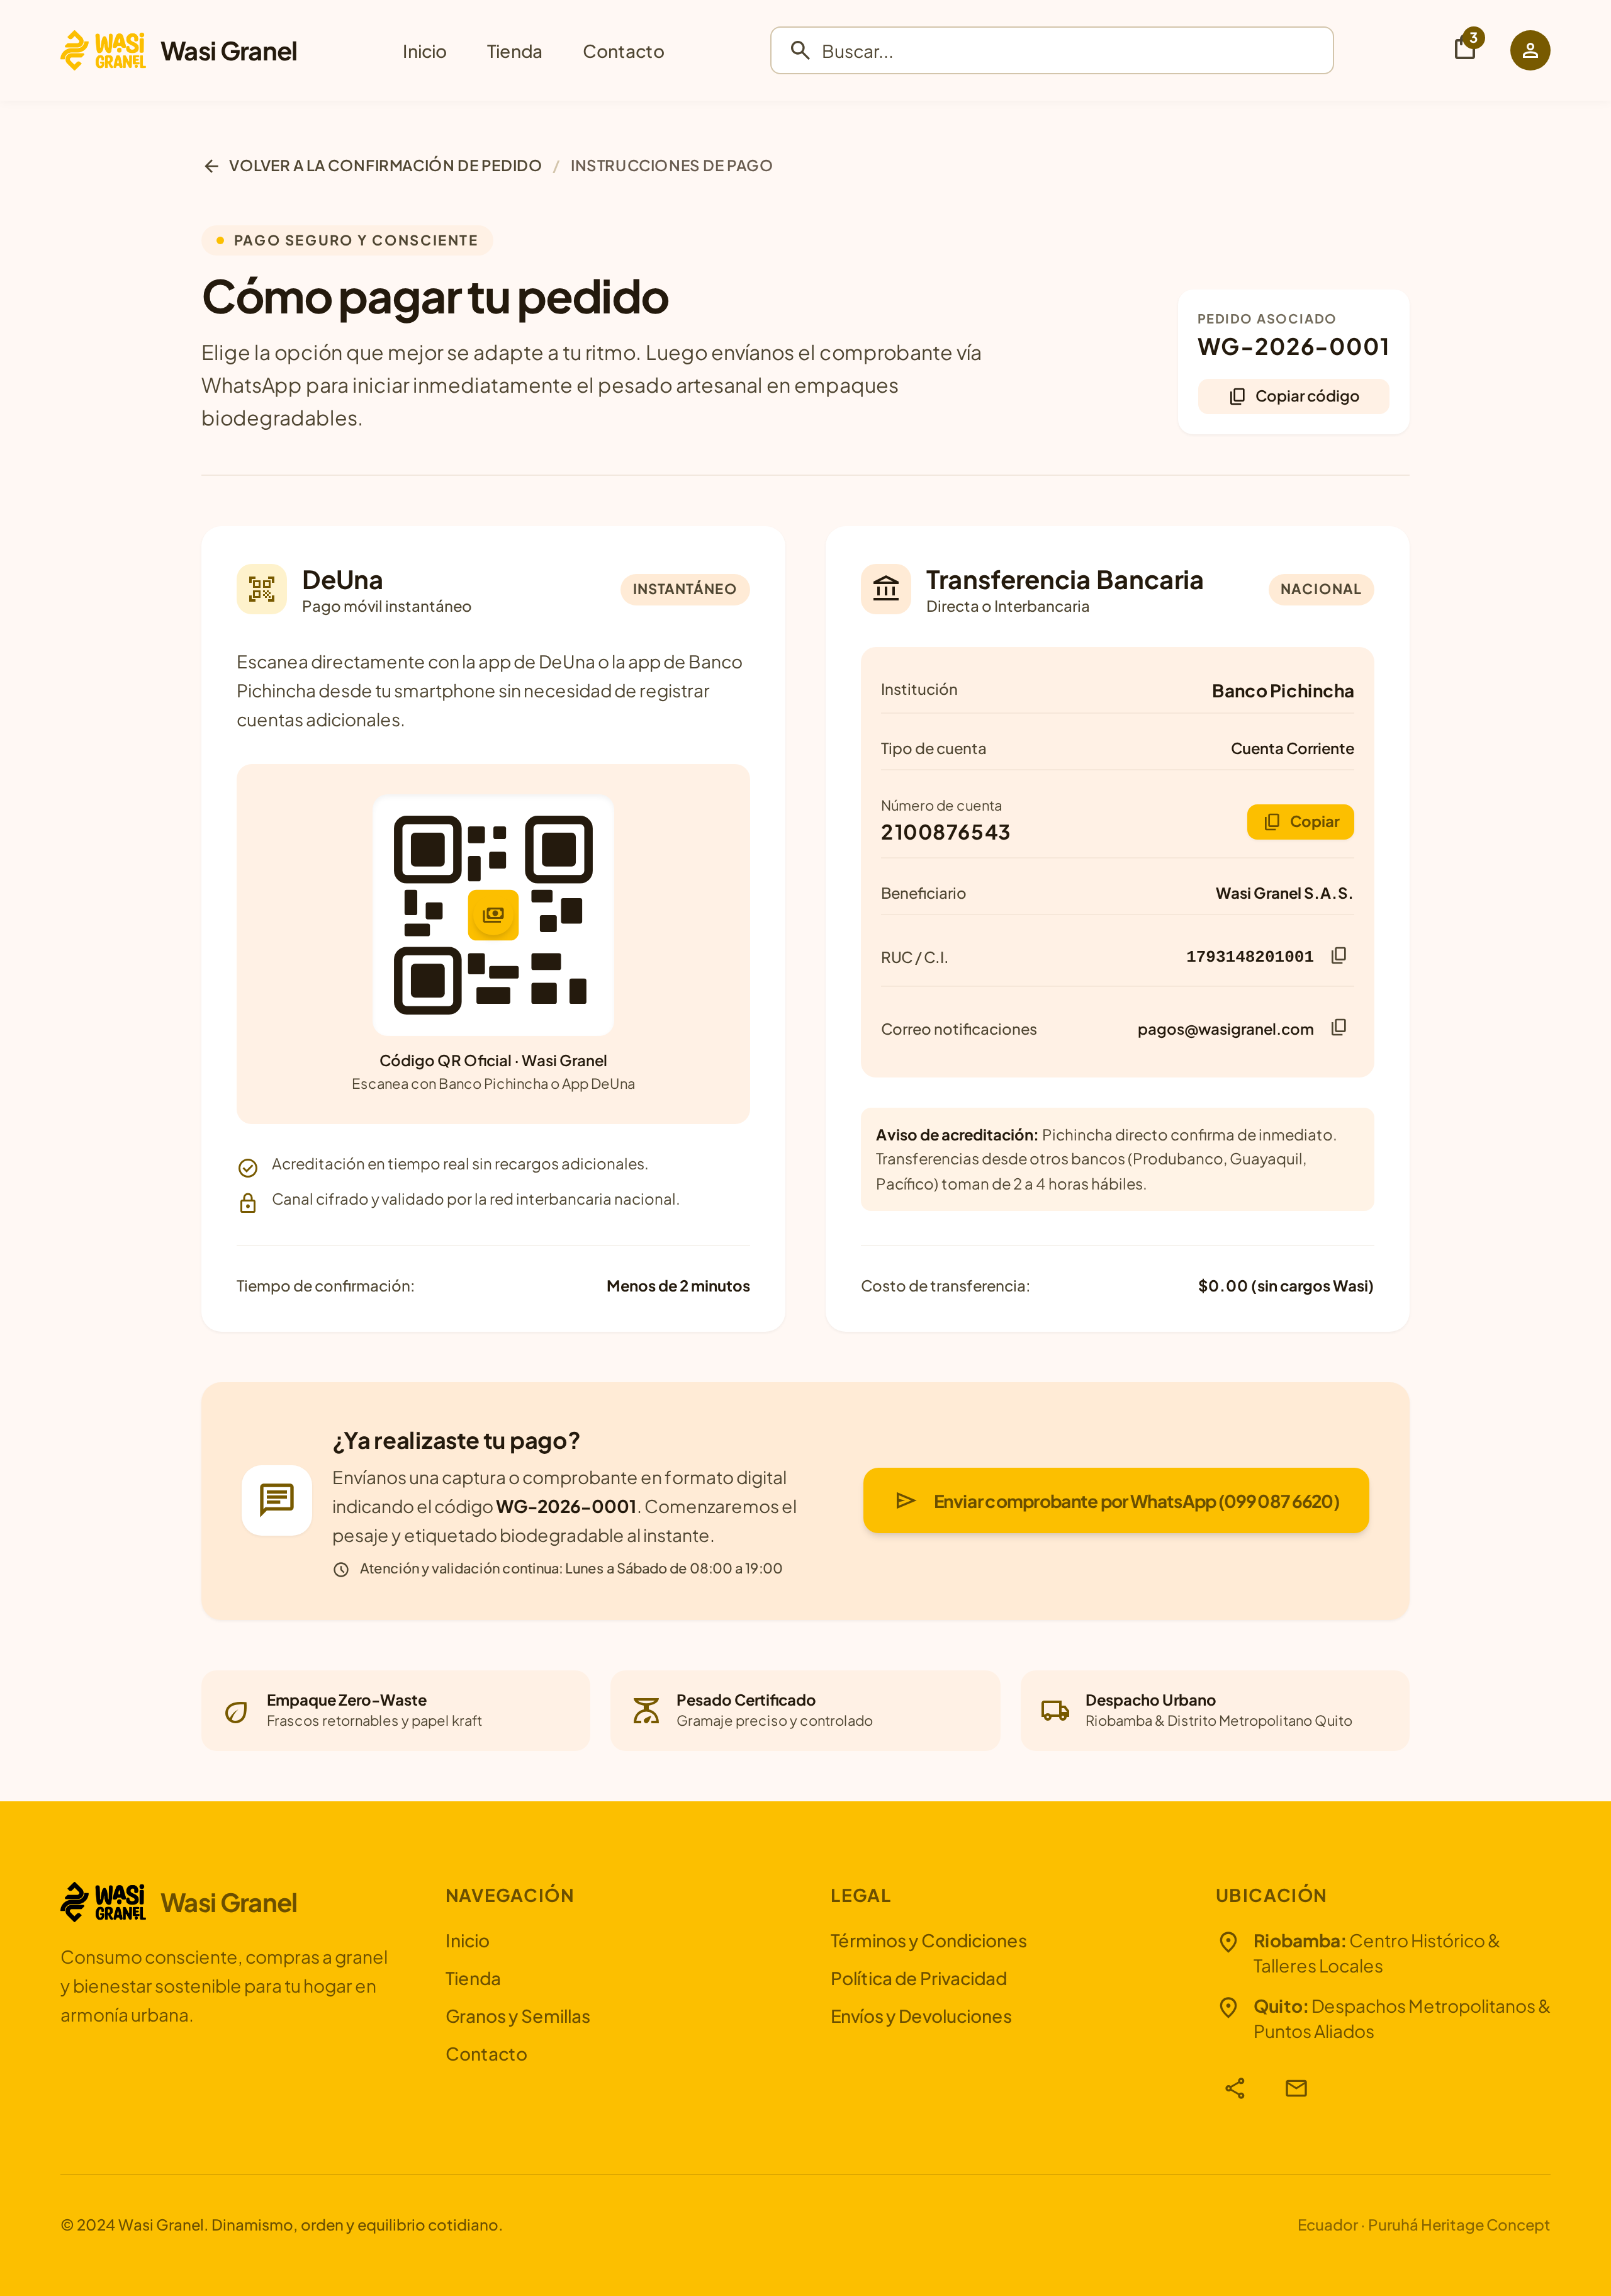 WASI
GRANEL
Wasi Granel
Inicio
Tienda
Contacto
Buscar...
3
VOLVER A LA CONFIRMACIÓN DE PEDIDO / INSTRUCCIONES DE PAGO
PAGO SEGURO Y CONSCIENTE
Cómo pagar tu pedido
Elige la opción que mejor se adapte a tu ritmo. Luego envíanos el comprobante vía
WhatsApp para iniciar inmediatamente el pesado artesanal en empaques
biodegradables.
PEDIDO ASOCIADO
WG-2026-0001
Copiar código
DeUna
Pago móvil instantáneo
INSTANTÁNEO
Escanea directamente con la app de DeUna o la app de Banco
Pichincha desde tu smartphone sin necesidad de registrar
cuentas adicionales.
Código QR Oficial · Wasi Granel
Escanea con Banco Pichincha o App DeUna
Acreditación en tiempo real sin recargos adicionales.
Canal cifrado y validado por la red interbancaria nacional.
Tiempo de confirmación:
Menos de 2 minutos
Transferencia Bancaria
Directa o Interbancaria
NACIONAL
Institución
Banco Pichincha
Tipo de cuenta
Cuenta Corriente
Número de cuenta
2100876543
Copiar
Beneficiario
Wasi Granel S.A.S.
RUC / C.I.
1793148201001
Correo notificaciones
pagos@wasigranel.com
Aviso de acreditación: Pichincha directo confirma de inmediato.
Transferencias desde otros bancos (Produbanco, Guayaquil,
Pacífico) toman de 2 a 4 horas hábiles.
Costo de transferencia:
$0.00 (sin cargos Wasi)
¿Ya realizaste tu pago?
Envíanos una captura o comprobante en formato digital
indicando el código WG-2026-0001. Comenzaremos el
pesaje y etiquetado biodegradable al instante.
Atención y validación continua: Lunes a Sábado de 08:00 a 19:00
Enviar comprobante por WhatsApp (099 087 6620)
Empaque Zero-Waste
Frascos retornables y papel kraft
Pesado Certificado
Gramaje preciso y controlado
Despacho Urbano
Riobamba & Distrito Metropolitano Quito
WASI
GRANEL
Wasi Granel
Consumo consciente, compras a granel
y bienestar sostenible para tu hogar en
armonía urbana.
NAVEGACIÓN
Inicio
Tienda
Granos y Semillas
Contacto
LEGAL
Términos y Condiciones
Política de Privacidad
Envíos y Devoluciones
UBICACIÓN
Riobamba: Centro Histórico &
Talleres Locales
Quito: Despachos Metropolitanos &
Puntos Aliados
© 2024 Wasi Granel. Dinamismo, orden y equilibrio cotidiano.
Ecuador · Puruhá Heritage Concept